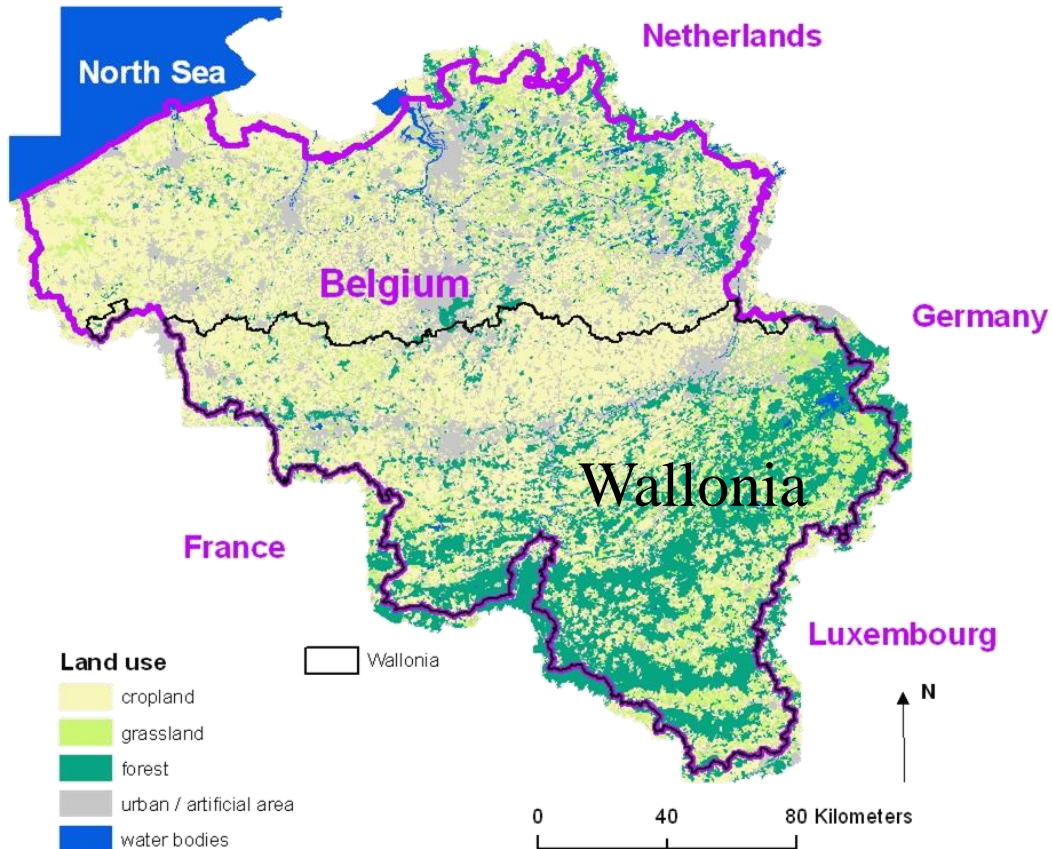 Netherlands
North Sea
Belgium
Germany
Wallonia
France
Luxembourg
Land use
Wallonia
cropland
grassland
forest
urban / artificial area
water bodies
N
0 40 80 Kilometers